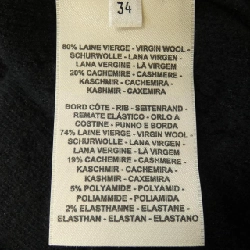 34
80% LAINE VIERGE - VIRGIN WOOL -
SCHURWOLLE - LANA VIRGEN -
LANA VERGINE - LÃ VIRGEM
20% CACHEMIRE - CASHMERE -
KASCHMIR - CACHEMIRA -
KASHMIR - CAXEMIRA
BORD CÔTE - RIB - SEITENRAND -
REMATE ELÁSTICO - ORLO A
COSTINE - PUNHO E BORDA
74% LAINE VIERGE - VIRGIN WOOL -
SCHURWOLLE - LANA VIRGEN -
LANA VERGINE - LÃ VIRGEM
19% CACHEMIRE - CASHMERE -
KASCHMIR - CACHEMIRA -
KASHMIR - CAXEMIRA
5% POLYAMIDE - POLYAMID -
POLIAMMIDE - POLIAMIDA
2% ELASTHANNE - ELASTANE -
ELASTHAN - ELASTAN - ELASTANO